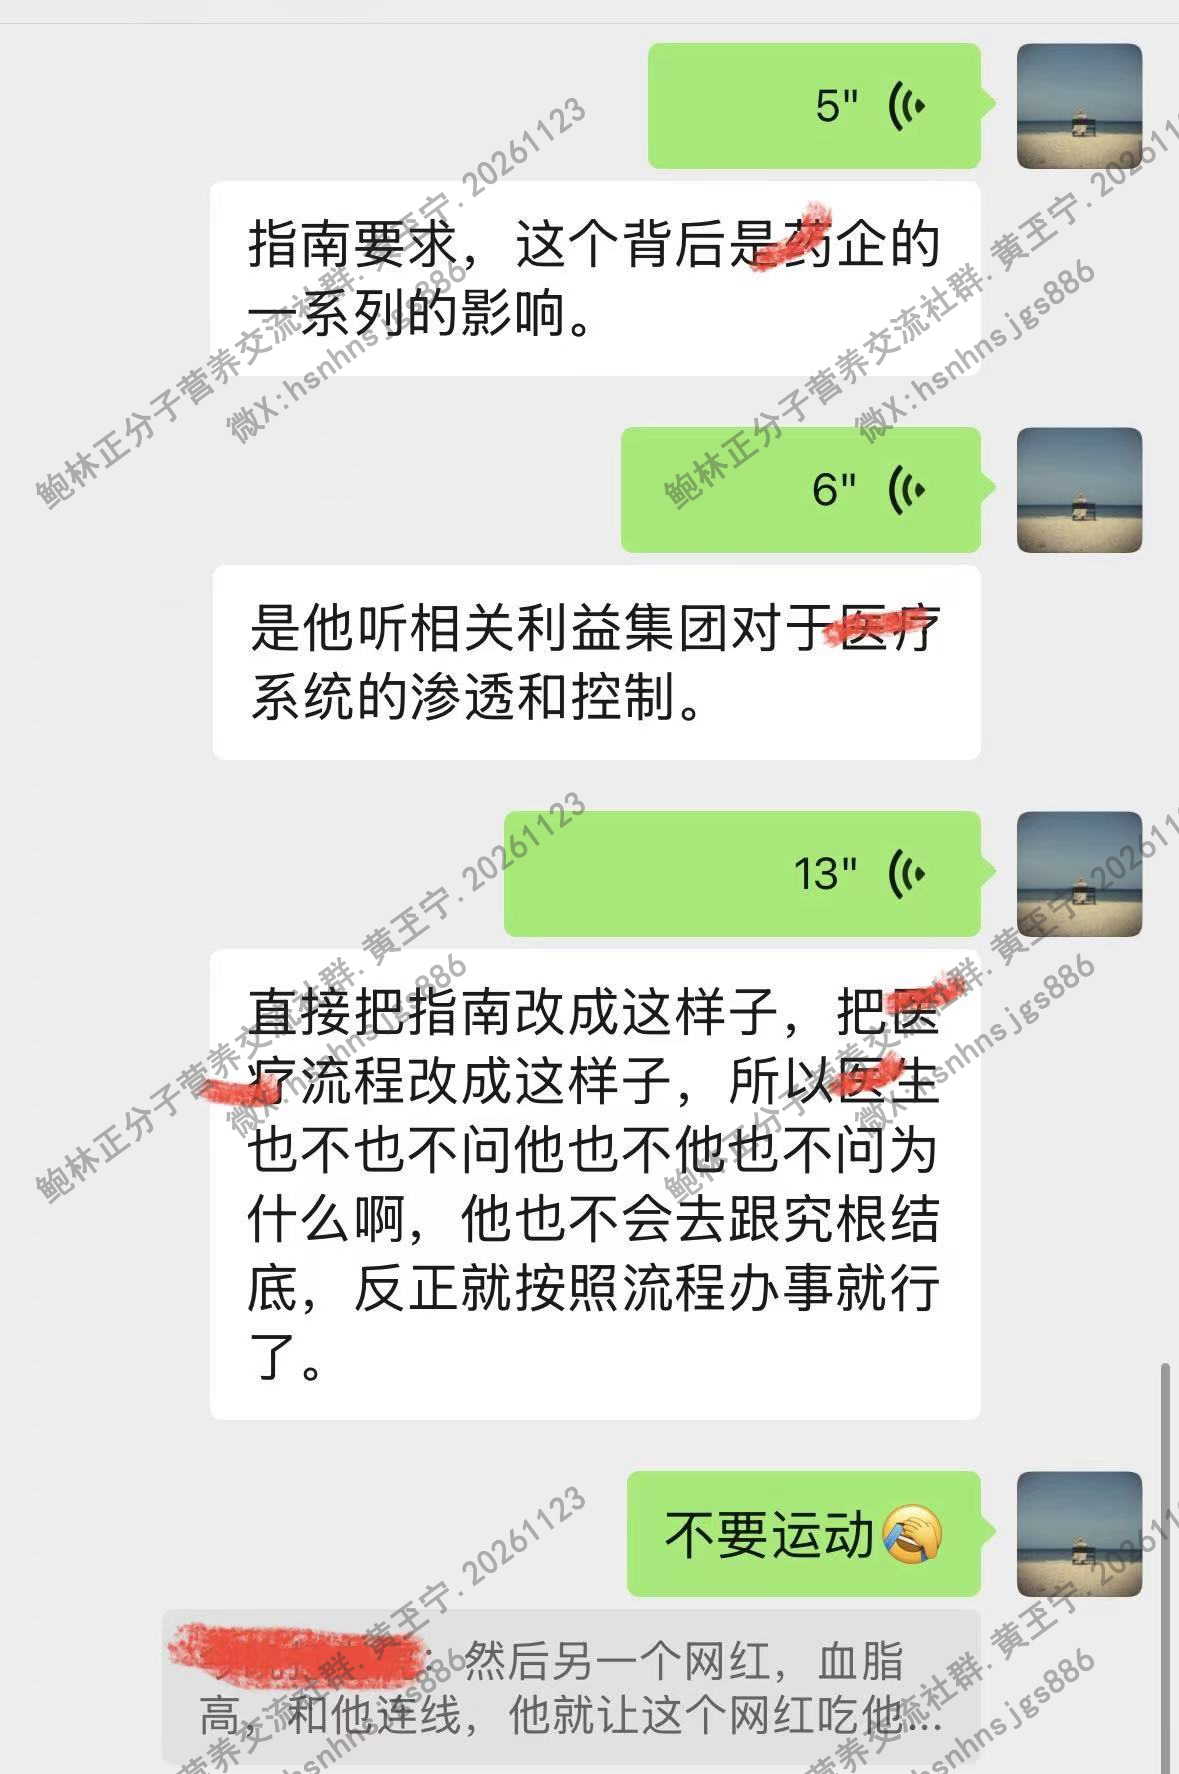 5"
指南要求，这个背后是药企的
一系列的影响。
6"
是他听相关利益集团对于医疗
系统的渗透和控制。
13"
直接把指南改成这样子，把医
疗流程改成这样子，所以医生
也不也不问他也不他也不问为
什么啊，他也不会去跟究根结
底，反正就按照流程办事就行
了。
不要运动🤦
：然后另一个网红，血脂
高，和他连线，他就让这个网红吃他...
鲍林正分子营养交流社群.黄玊宁.20261123
微X:hsnhnsjgs886